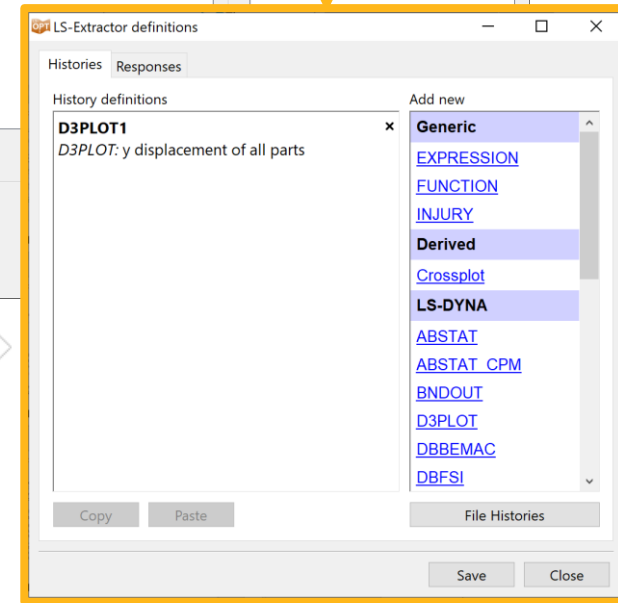 OPT LS-Extractor definitions
Histories Responses
History definitions
D3PLOT1
D3PLOT: y displacement of all parts
Copy Paste
Add new
Generic
EXPRESSION
FUNCTION
INJURY
Derived
Crossplot
LS-DYNA
ABSTAT
ABSTAT_CPM
BNDOUT
D3PLOT
DBBEMAC
DBFSI
File Histories
Save Close